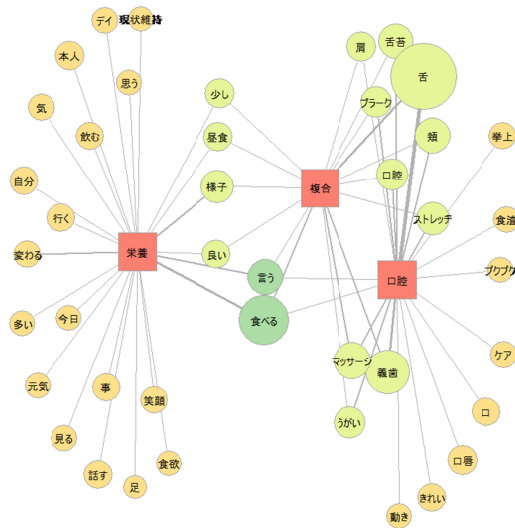 デイ
現状維持
本人
思う
気
飲む
自分
行く
変わる
多い
今日
元気
事
笑顔
見る
話す
足
食欲
少し
昼食
様子
良い
栄養
言う
食べる
複合
肩
舌苔
舌
プラーク
頬
口腔
ストレッチ
口腔
挙上
食渣
ブクブク
ケア
口
口唇
きれい
動き
マッサージ
義歯
うがい